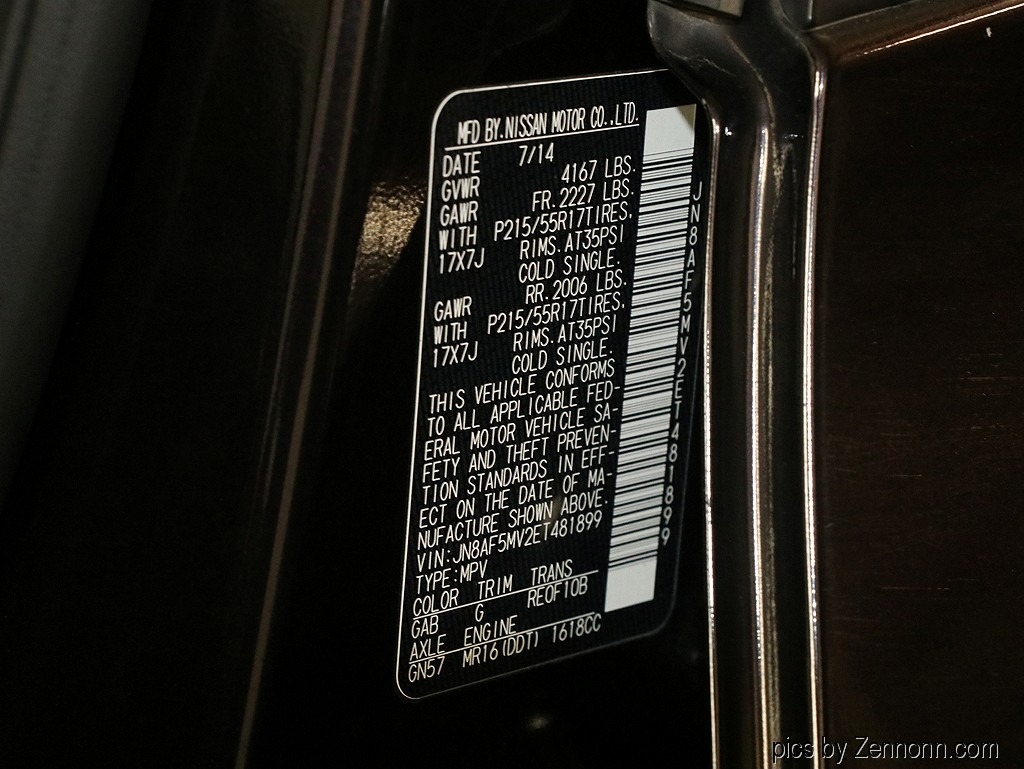 MFD BY.NISSAN MOTOR CO.,LTD.
DATE 7/14
GVWR 4167 LBS.
GAWR FR.2227 LBS.
WITH P215/55R17TIRES,
17X7J RIMS.AT35PSI
COLD SINGLE.
GAWR RR.2006 LBS.
WITH P215/55R17TIRES,
17X7J RIMS.AT35PSI
COLD SINGLE.
THIS VEHICLE CONFORMS
TO ALL APPLICABLE FED-
ERAL MOTOR VEHICLE SA-
FETY AND THEFT PREVEN-
TION STANDARDS IN EFF-
ECT ON THE DATE OF MA-
NUFACTURE SHOWN ABOVE.
VIN:JN8AF5MV2ET481899
TYPE:MPV
COLOR TRIM TRANS
GAB G REOF10B
AXLE ENGINE
GN57 MR16(DDT) 1618CC
JN8AF5MV2ET481899
pics by Zennonn.com